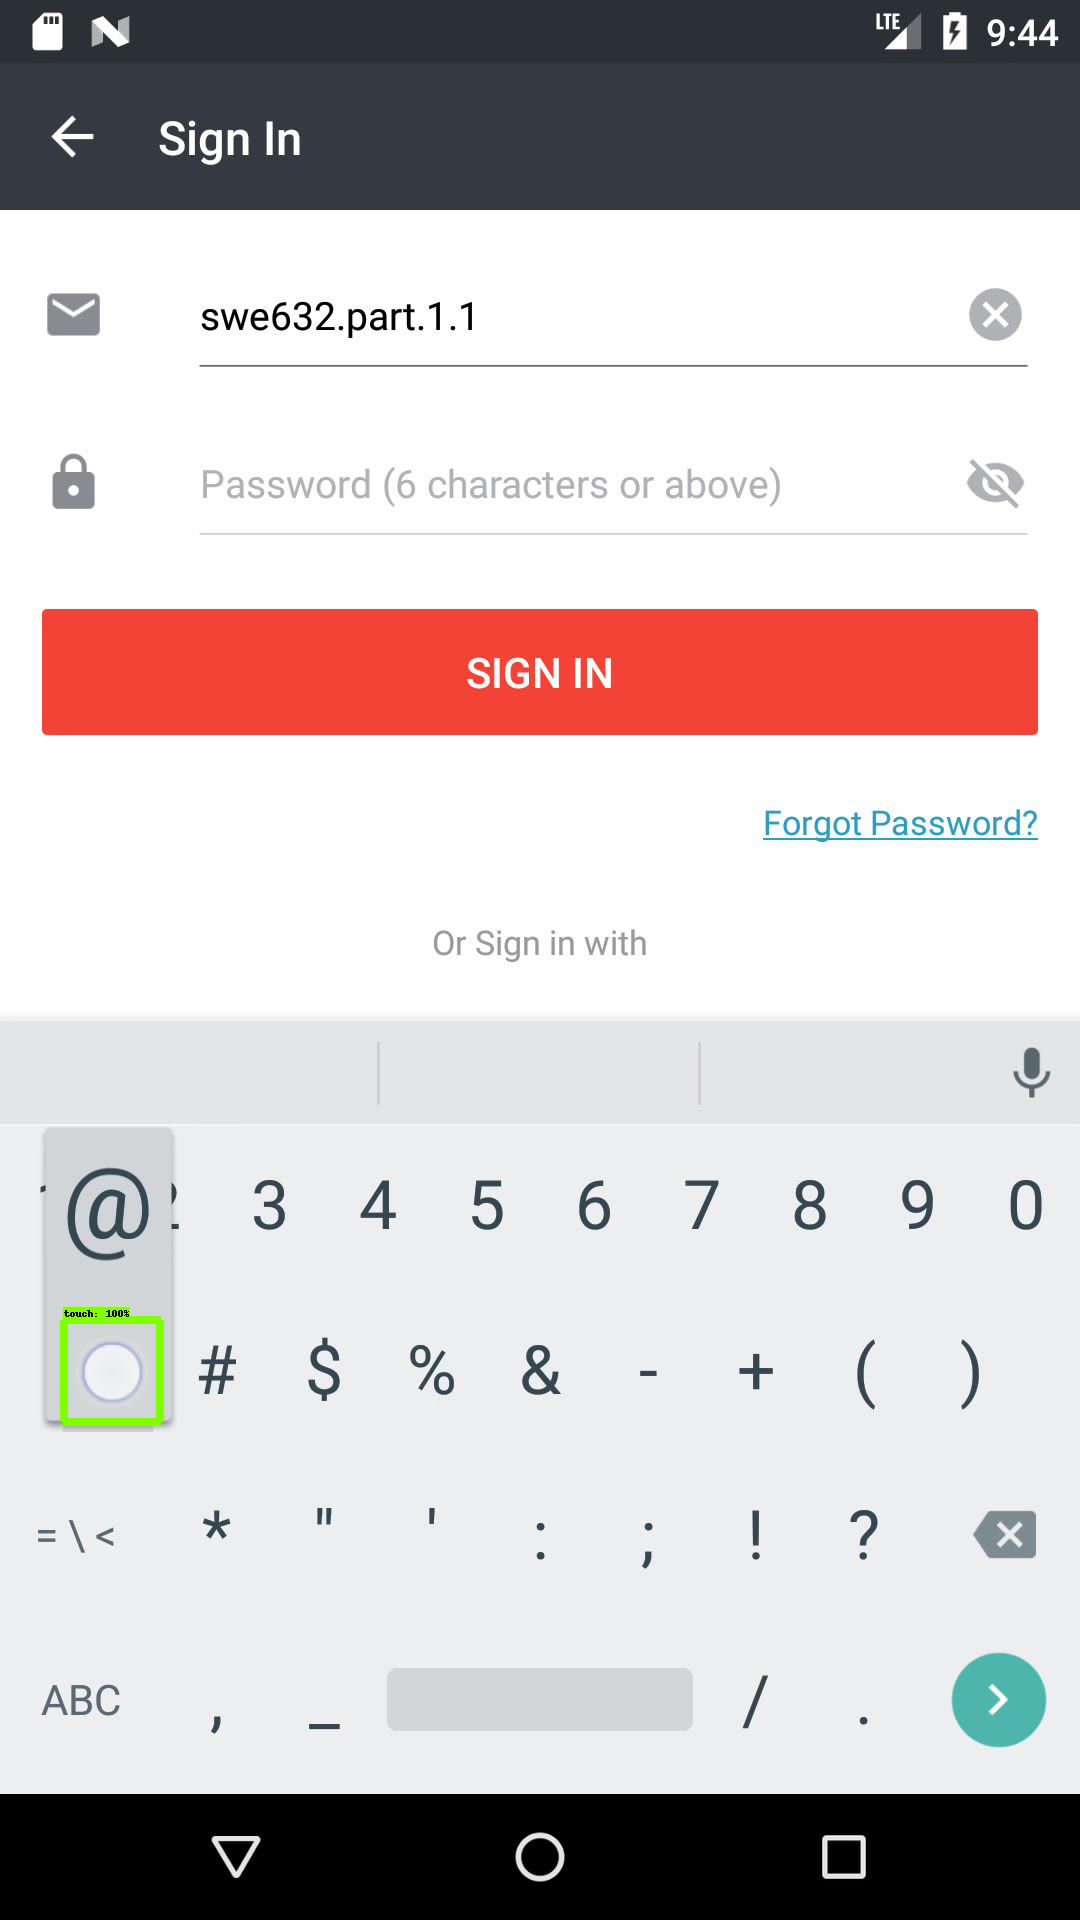 LTE 9:44
Sign In
swe632.part.1.1
Password (6 characters or above)
SIGN IN
Forgot Password?
Or Sign in with
@ 3 4 5 6 7 8 9 0
touch: 100%
# $ % & - + ( )
= \ < * " ' : ; ! ?
ABC , _ / .